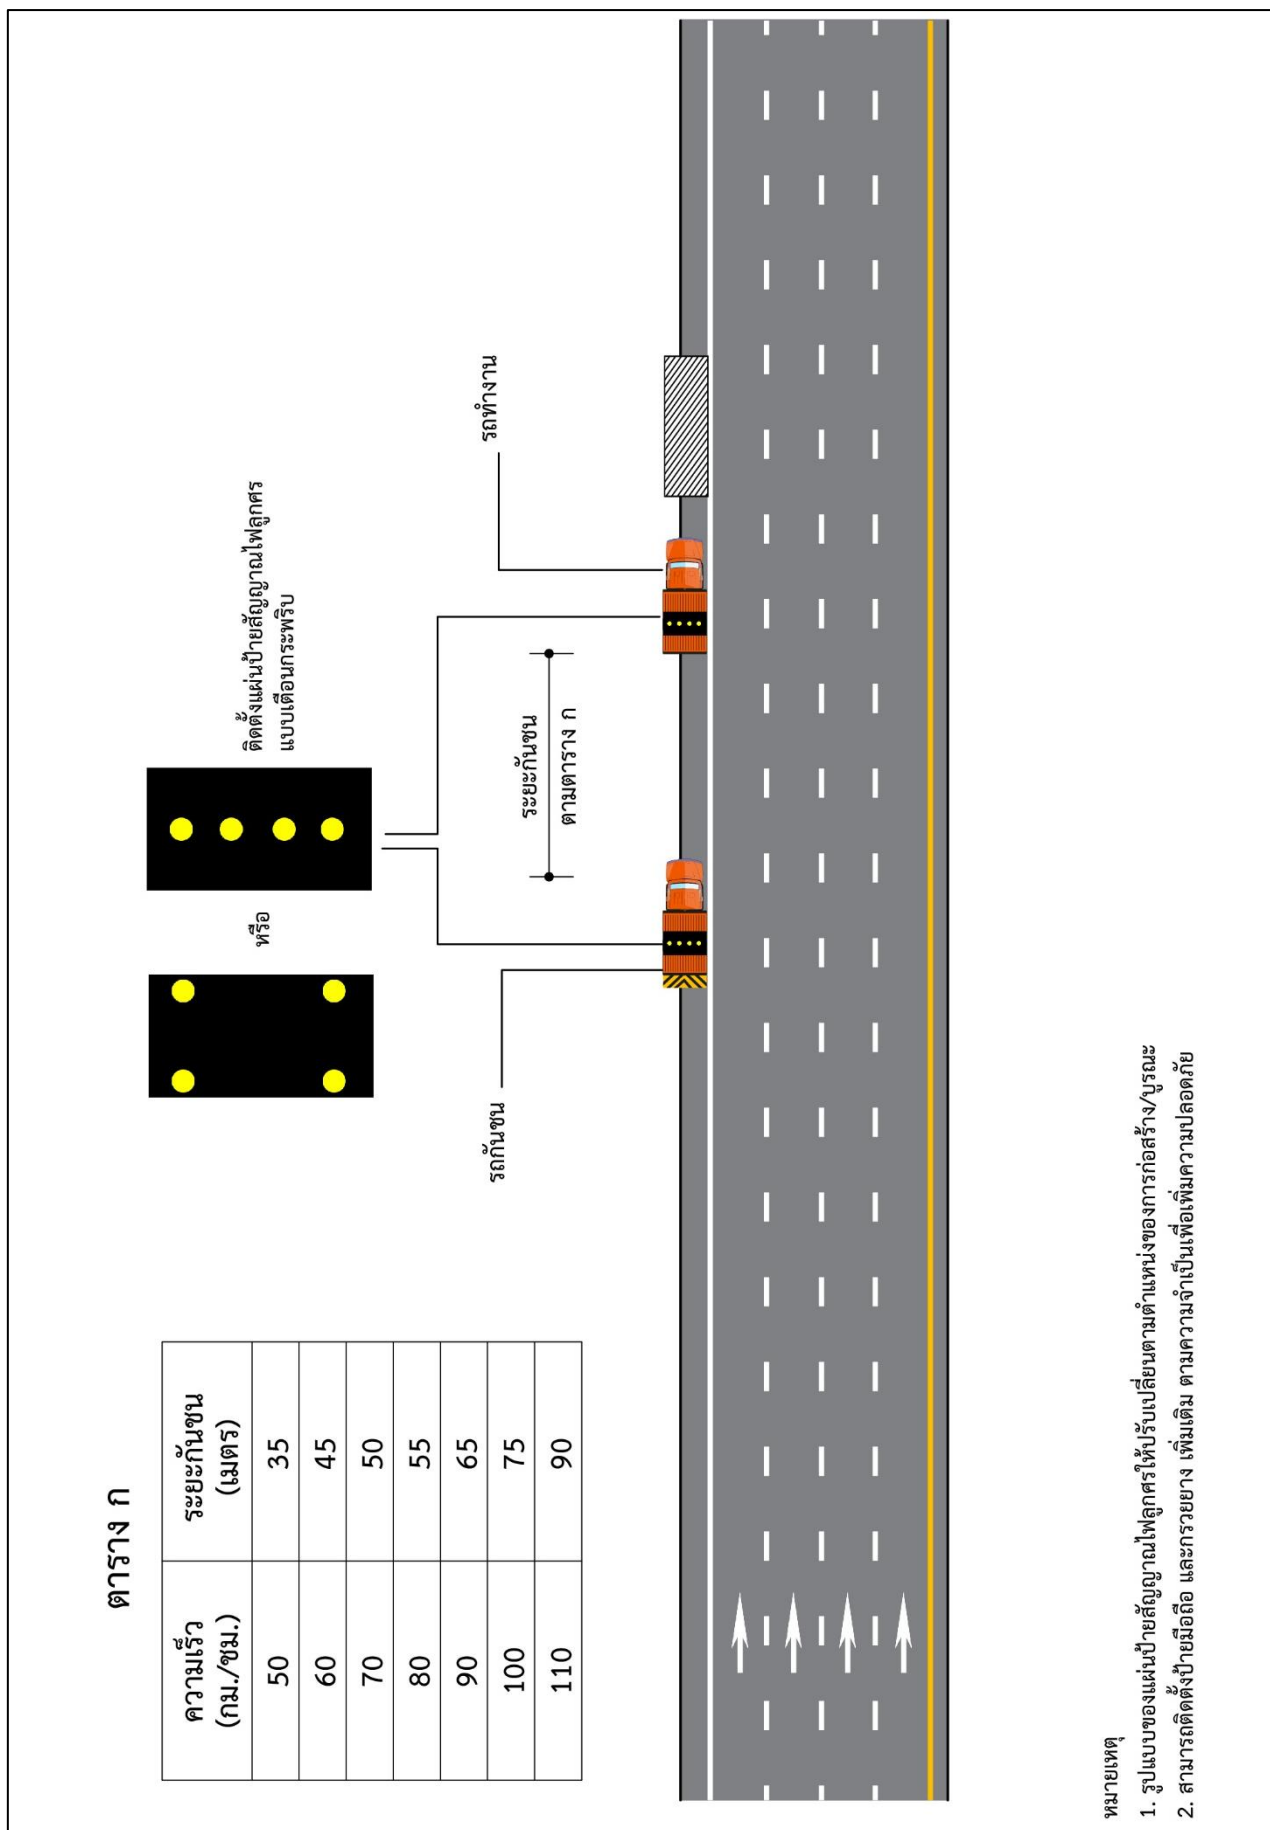 ตาราง ก
ความเร็ว
(กม./ชม.)
ระยะกันชน
(เมตร)
50 35
60 45
70 50
80 55
90 65
100 75
110 90
หรือ
ติดตั้งแผ่นป้ายสัญญาณไฟลูกศร
แบบเตือนกระพริบ
รถกันชน
ระยะกันชน
ตามตาราง ก
รถทำงาน
หมายเหตุ
1. รูปแบบของแผ่นป้ายสัญญาณไฟลูกศรให้ปรับเปลี่ยนตามตำแหน่งของการก่อสร้าง/บูรณะ
2. สามารถติดตั้งป้ายมือถือ และกรวยยาง เพิ่มเติม ตามความจำเป็นเพื่อเพิ่มความปลอดภัย